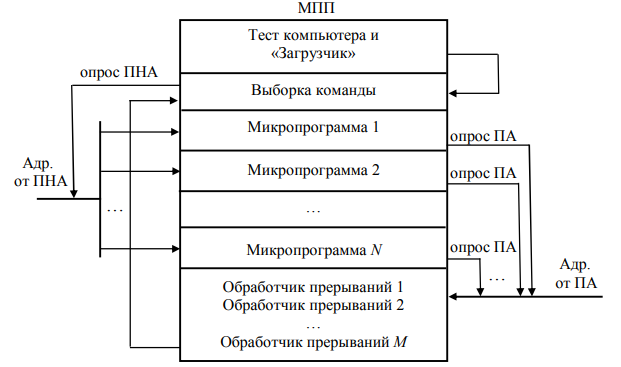 МПП
Тест компьютера и
«Загрузчик»
опрос ПНА
Выборка команды
Микропрограмма 1
опрос ПА
Адр.
от ПНА
Микропрограмма 2
опрос ПА
…
…
Микропрограмма N
опрос ПА
…
Адр.
от ПА
Обработчик прерываний 1
Обработчик прерываний 2
…
Обработчик прерываний M